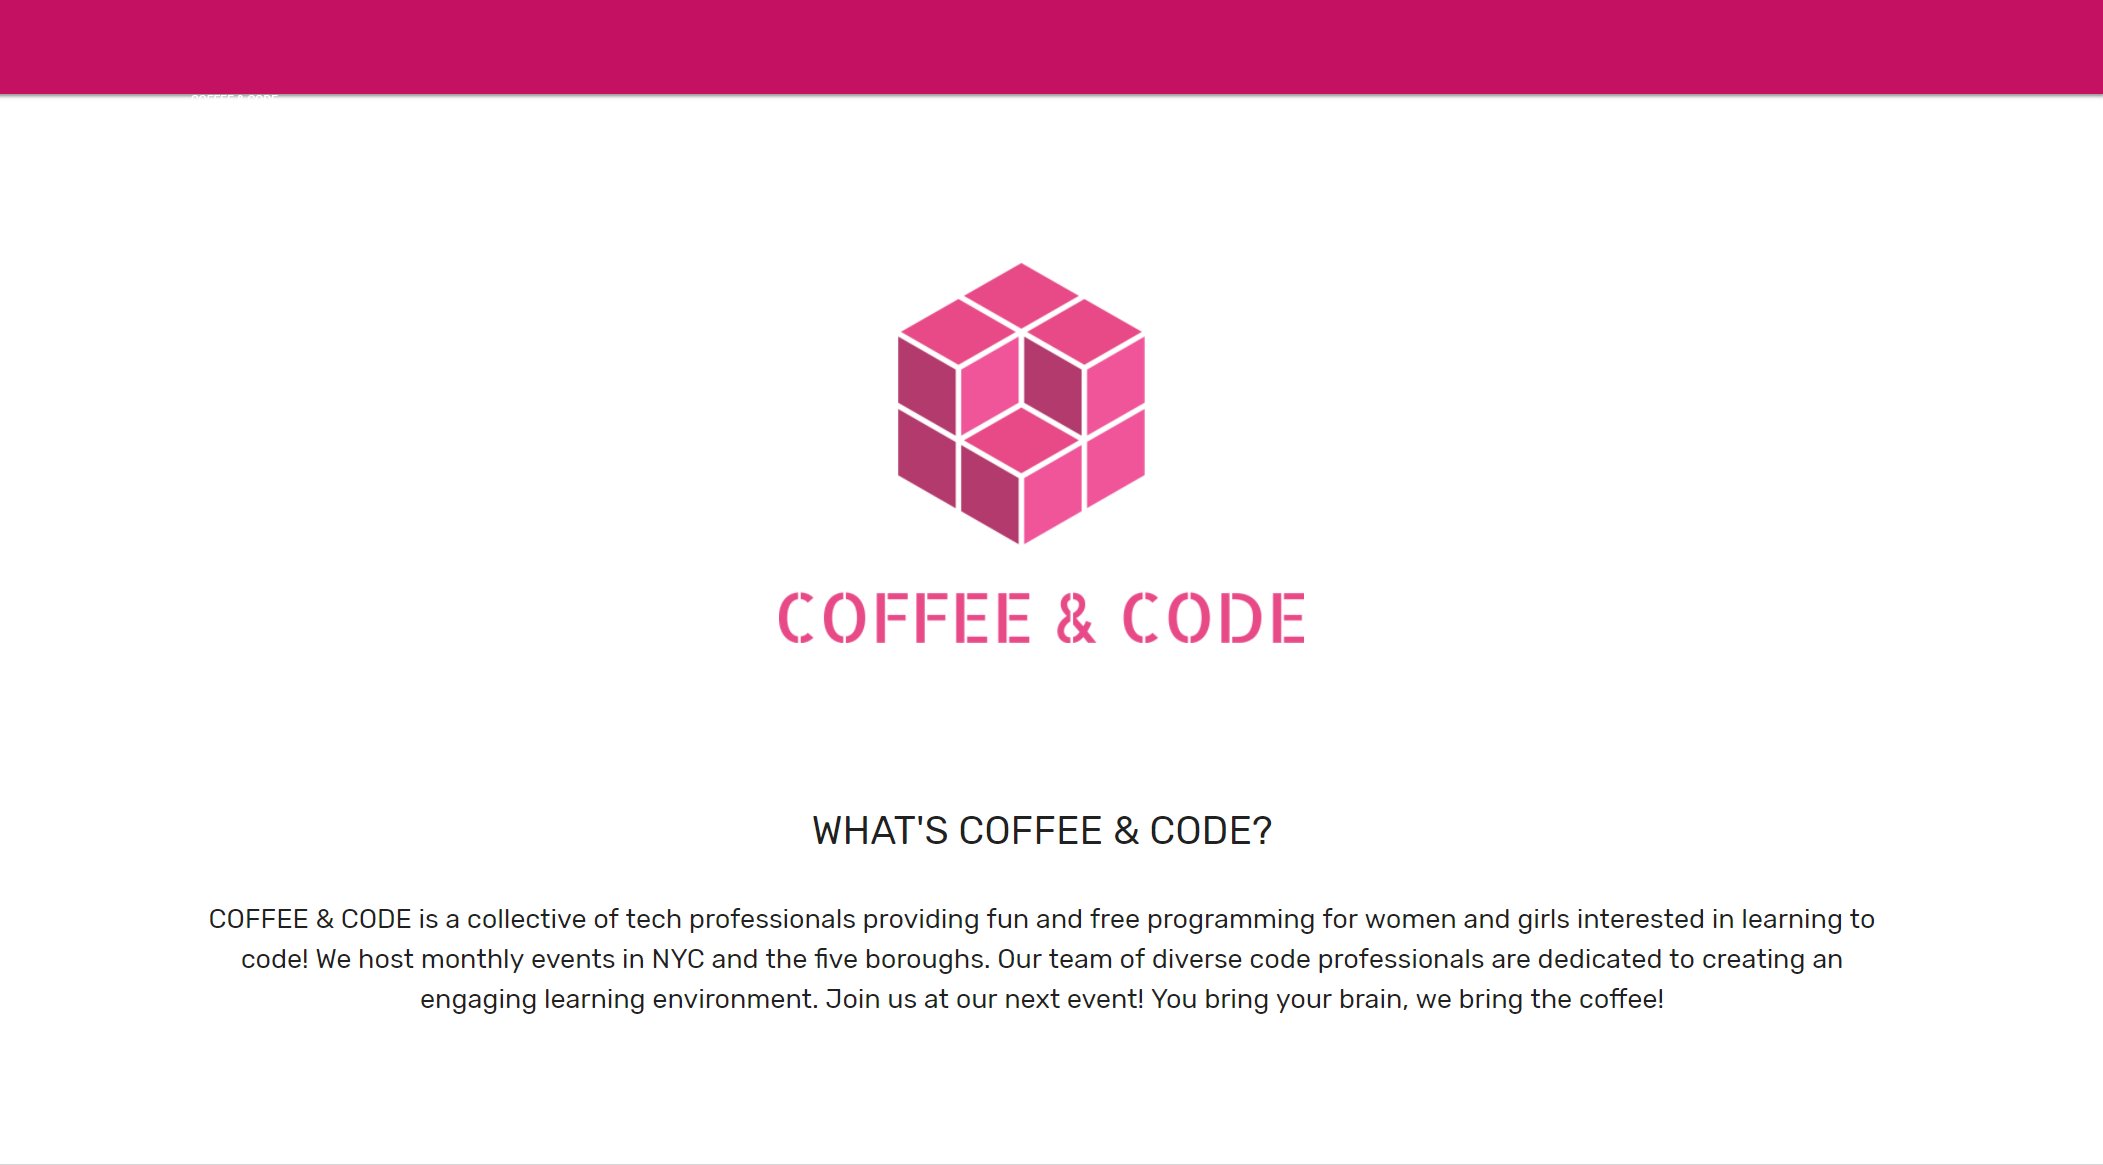 COFFEE & CODE
COFFEE & CODE
WHAT'S COFFEE & CODE?
COFFEE & CODE is a collective of tech professionals providing fun and free programming for women and girls interested in learning to
code! We host monthly events in NYC and the five boroughs. Our team of diverse code professionals are dedicated to creating an
engaging learning environment. Join us at our next event! You bring your brain, we bring the coffee!